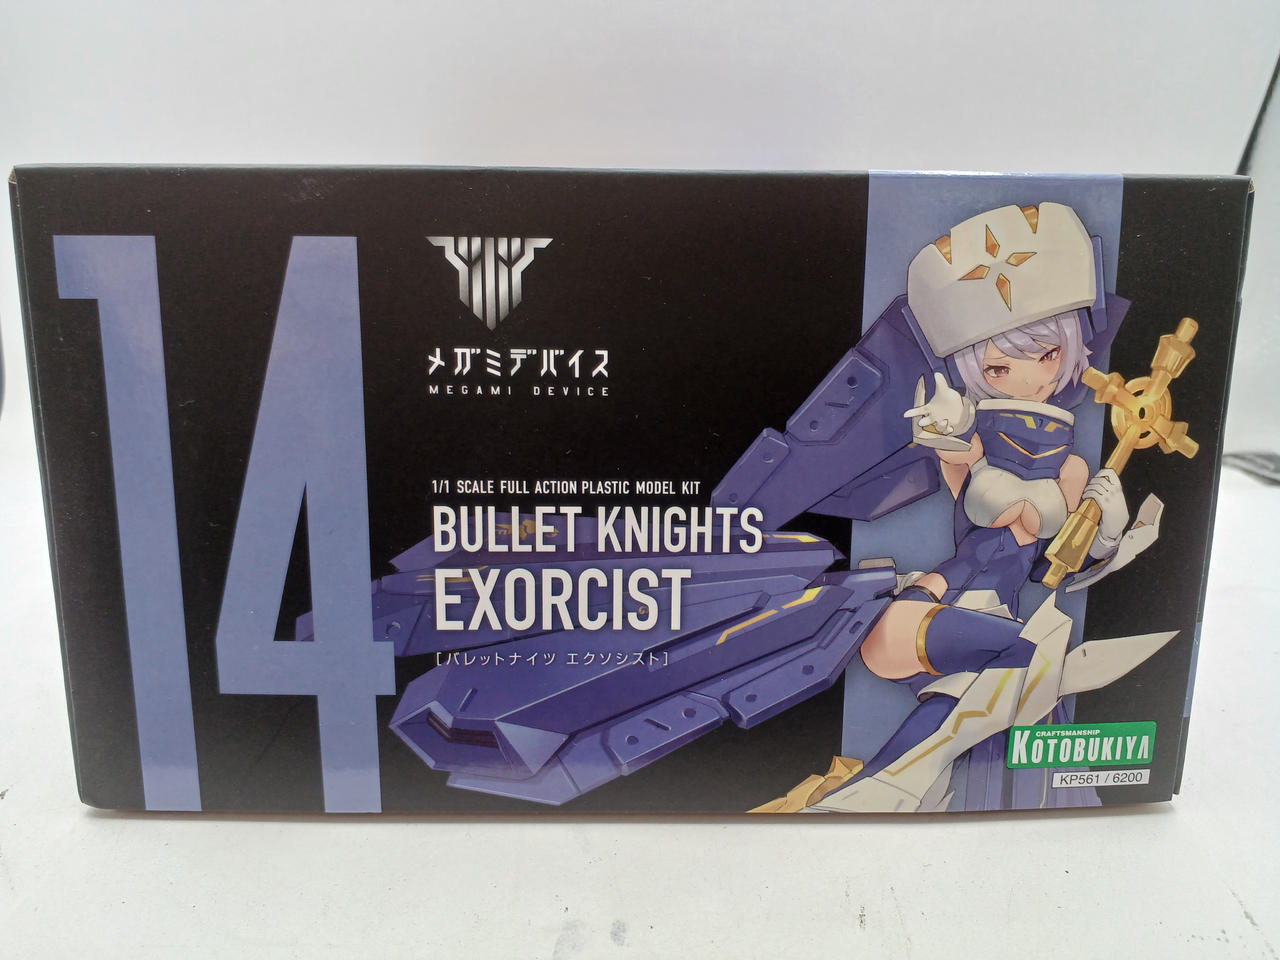 14
メガミデバイス
MEGAMI DEVICE
1/1 SCALE FULL ACTION PLASTIC MODEL KIT
BULLET KNIGHTS
EXORCIST
[バレットナイツ エクソシスト]
CRAFTSMANSHIP
KOTOBUKIYA
KP561 / 6200